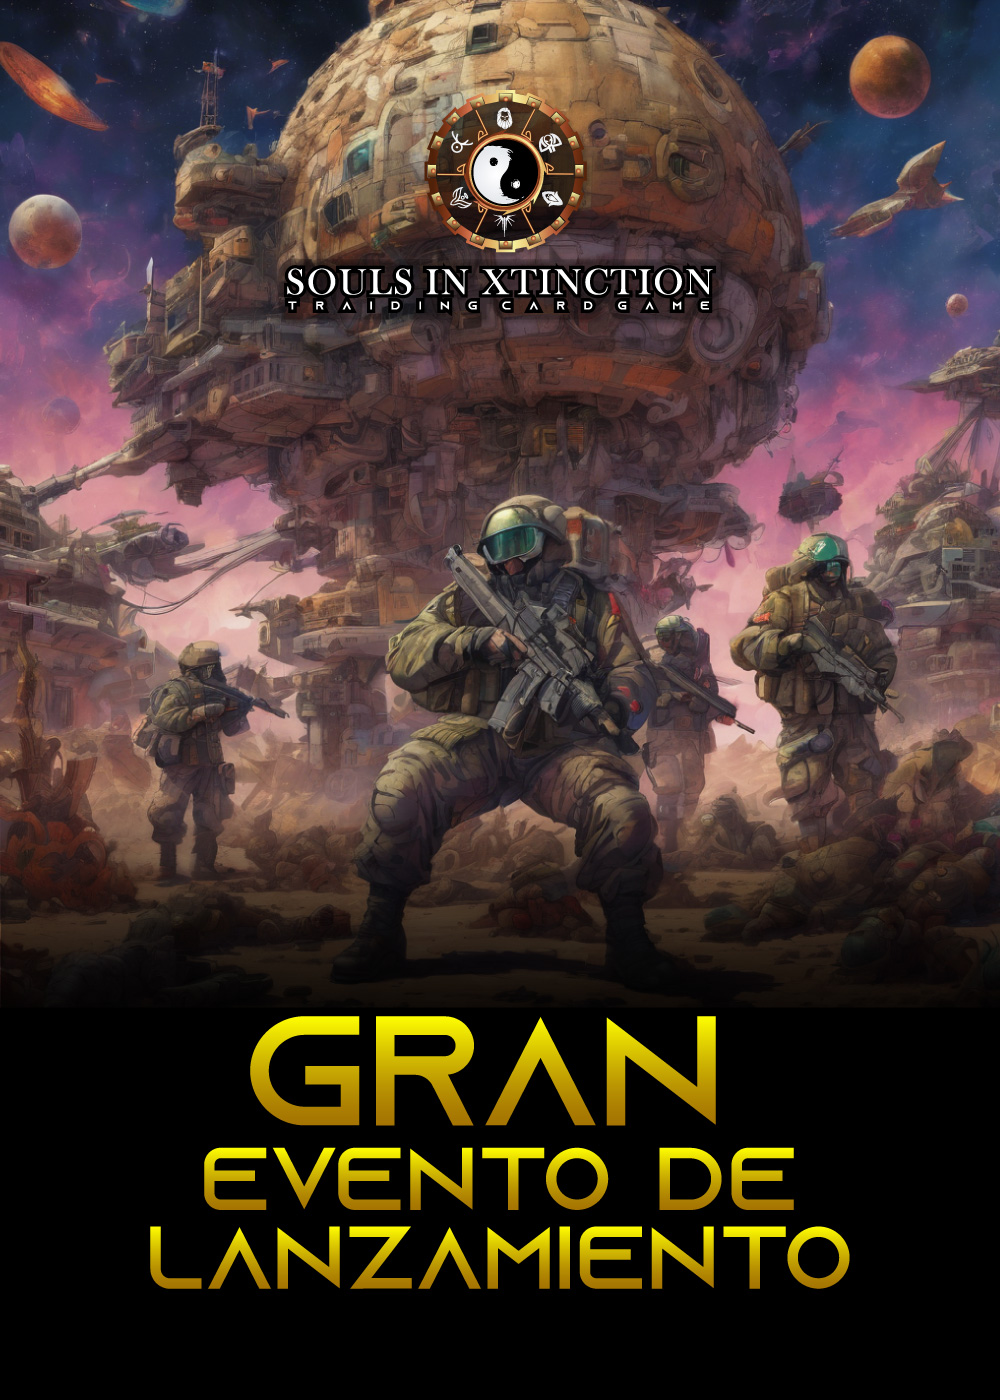 SOULS IN XTINCTION
TRAIDING CARD GAME
GRAN
EVENTO DE
LANZAMIENTO